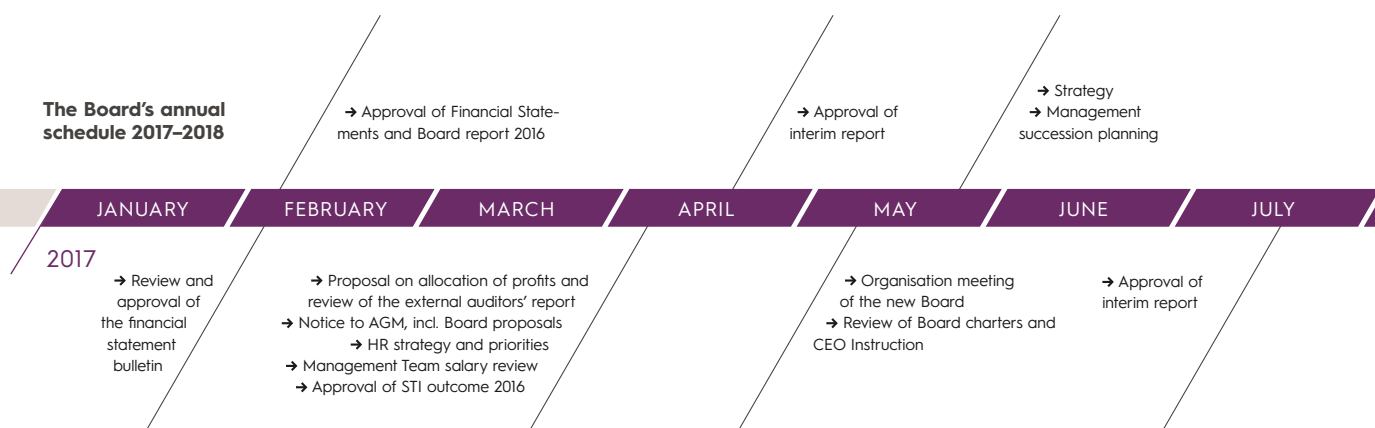 The Board's annual
schedule 2017–2018
→ Approval of Financial State-
ments and Board report 2016
→ Approval of
interim report
→ Strategy
→ Management
succession planning
JANUARY
FEBRUARY
MARCH
APRIL
MAY
JUNE
JULY
2017
→ Review and
approval of
the financial
statement
bulletin
→ Proposal on allocation of profits and
review of the external auditors' report
→ Notice to AGM, incl. Board proposals
→ HR strategy and priorities
→ Management Team salary review
→ Approval of STI outcome 2016
→ Organisation meeting
of the new Board
→ Review of Board charters and
CEO Instruction
→ Approval of
interim report